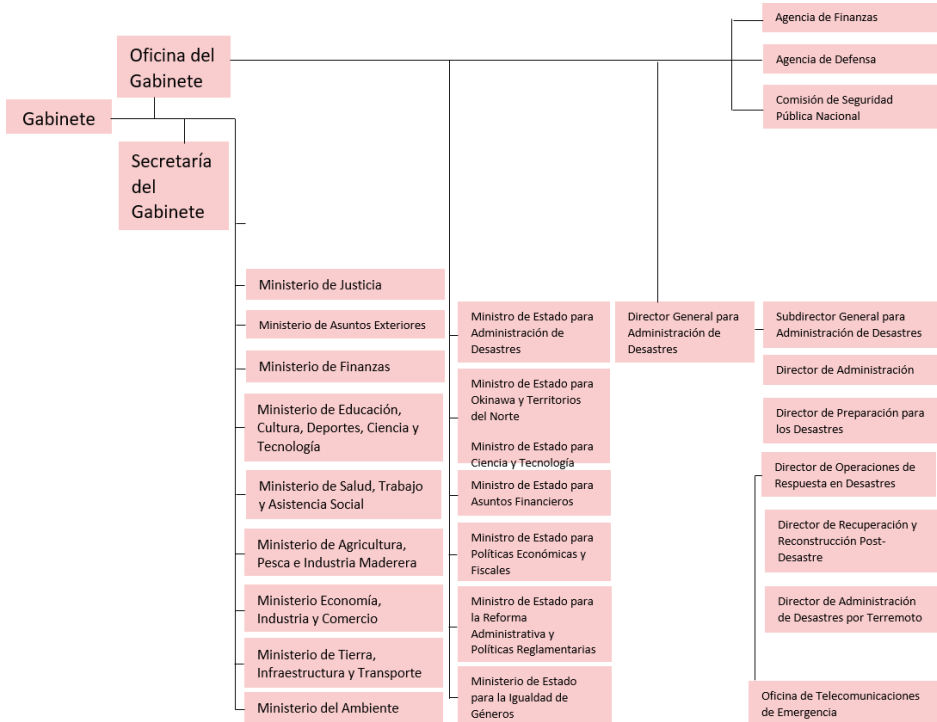 Gabinete
Oficina del
Gabinete
Secretaría
del
Gabinete
Ministerio de Justicia
Ministerio de Asuntos Exteriores
Ministerio de Finanzas
Ministerio de Educación,
Cultura, Deportes, Ciencia y
Tecnología
Ministerio de Salud, Trabajo
y Asistencia Social
Ministerio de Agricultura,
Pesca e Industria Maderera
Ministerio Economía,
Industria y Comercio
Ministerio de Tierra,
Infraestructura y Transporte
Ministerio del Ambiente
Ministro de Estado para
Administración de
Desastres
Ministro de Estado para
Okinawa y Territorios
del Norte
Ministro de Estado para
Ciencia y Tecnología
Ministro de Estado para
Asuntos Financieros
Ministro de Estado para
Políticas Económicas y
Fiscales
Ministro de Estado para
la Reforma
Administrativa y
Políticas Reglamentarias
Ministerio de Estado
para la Igualdad de
Géneros
Director General para
Administración de
Desastres
Agencia de Finanzas
Agencia de Defensa
Comisión de Seguridad
Pública Nacional
Subdirector General para
Administración de Desastres
Director de Administración
Director de Preparación para
los Desastres
Director de Operaciones de
Respuesta en Desastres
Director de Recuperación y
Reconstrucción Post-
Desastre
Director de Administración
de Desastres por Terremoto
Oficina de Telecomunicaciones
de Emergencia